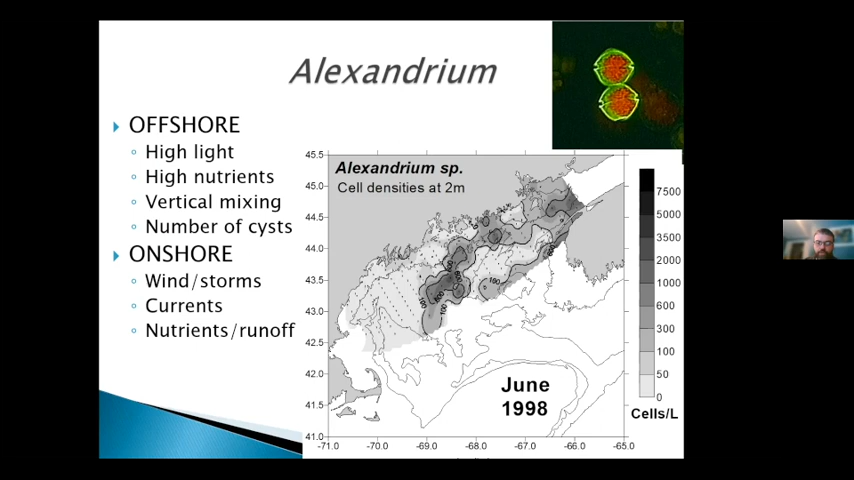 Alexandrium
OFFSHORE
High light
High nutrients
Vertical mixing
Number of cysts
ONSHORE
Wind/storms
Currents
Nutrients/runoff
Alexandrium sp.
Cell densities at 2m
45.5
45.0
44.5
44.0
43.5
43.0
42.5
42.0
41.5
41.0
-71.0 -70.0 -69.0 -68.0 -67.0 -66.0 -65.0
100
100
100
June
1998
7500
5000
3500
2000
1000
600
300
100
50
0
Cells/L